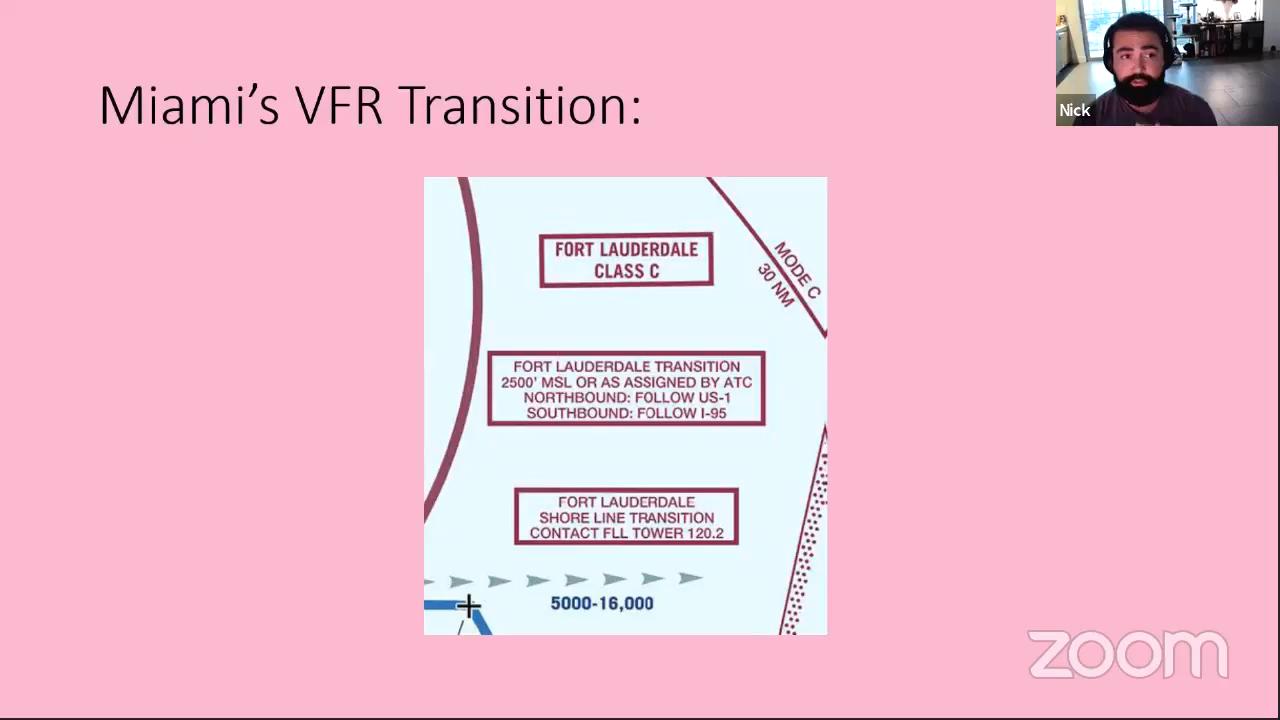 Miami’s VFR Transition:
Nick
FORT LAUDERDALE
CLASS C
MODE C
30 NM
FORT LAUDERDALE TRANSITION
2500' MSL OR AS ASSIGNED BY ATC
NORTHBOUND: FOLLOW US-1
SOUTHBOUND: FOLLOW I-95
FORT LAUDERDALE
SHORE LINE TRANSITION
CONTACT FLL TOWER 120.2
5000-16,000
zoom